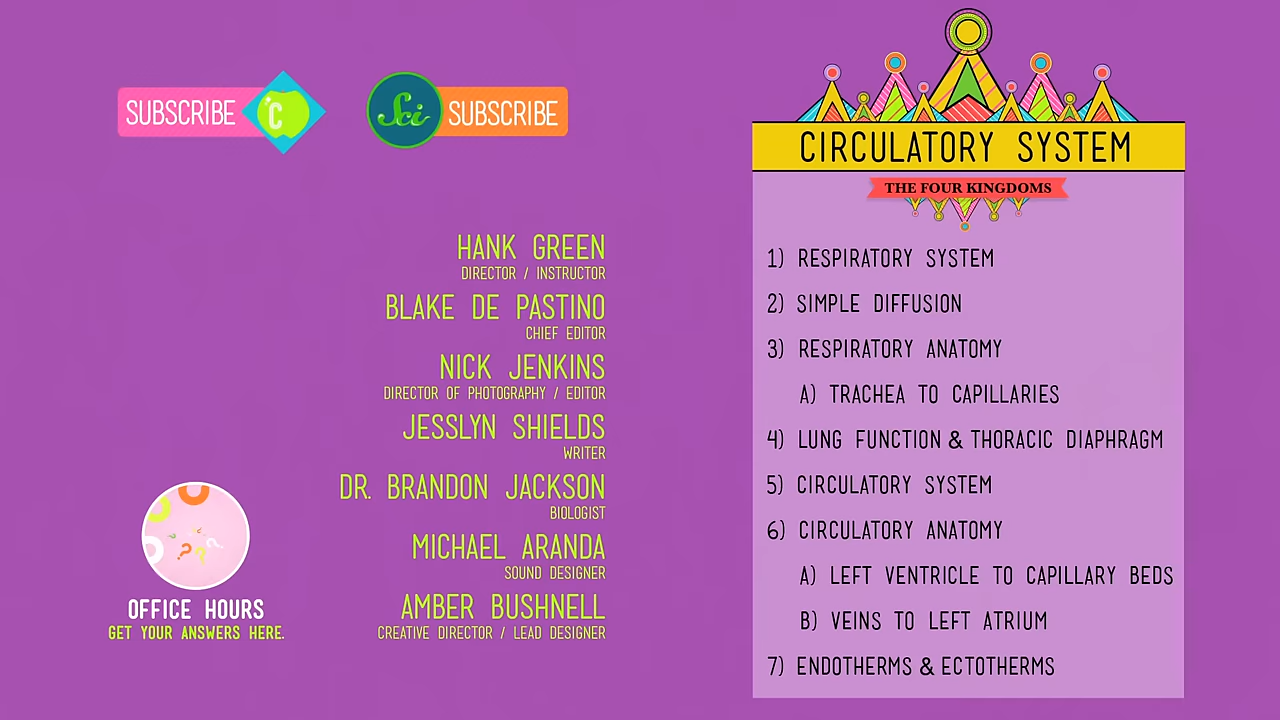 SUBSCRIBE C
Sci SUBSCRIBE
HANK GREEN
DIRECTOR / INSTRUCTOR
BLAKE DE PASTINO
CHIEF EDITOR
NICK JENKINS
DIRECTOR OF PHOTOGRAPHY / EDITOR
JESSLYN SHIELDS
WRITER
DR. BRANDON JACKSON
BIOLOGIST
MICHAEL ARANDA
SOUND DESIGNER
AMBER BUSHNELL
CREATIVE DIRECTOR / LEAD DESIGNER
? ? ? ? ?
OFFICE HOURS
GET YOUR ANSWERS HERE.
CIRCULATORY SYSTEM
THE FOUR KINGDOMS
1) RESPIRATORY SYSTEM
2) SIMPLE DIFFUSION
3) RESPIRATORY ANATOMY
A) TRACHEA TO CAPILLARIES
4) LUNG FUNCTION & THORACIC DIAPHRAGM
5) CIRCULATORY SYSTEM
6) CIRCULATORY ANATOMY
A) LEFT VENTRICLE TO CAPILLARY BEDS
B) VEINS TO LEFT ATRIUM
7) ENDOTHERMS & ECTOTHERMS